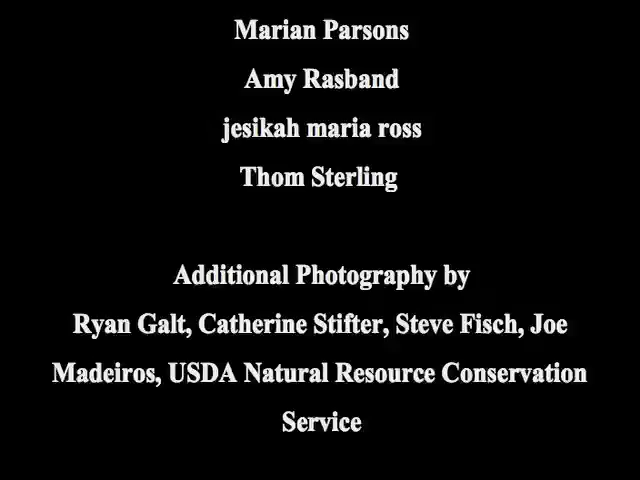 Marian Parsons
Amy Rasband
jesikah maria ross
Thom Sterling
Additional Photography by
Ryan Galt, Catherine Stifter, Steve Fisch, Joe
Madeiros, USDA Natural Resource Conservation
Service